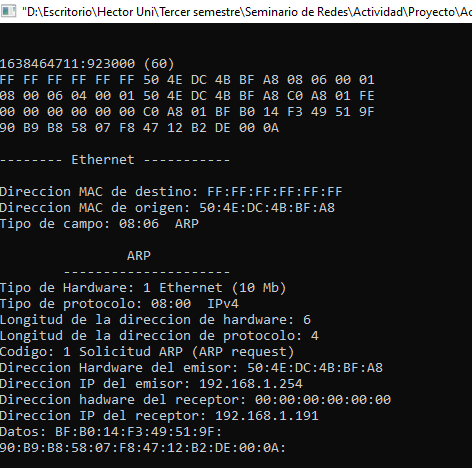 "D:\Escritorio\Hector Uni\Tercer semestre\Seminario de Redes\Actividad\Proyecto\Ac
1638464711:923000 (60)
FF FF FF FF FF FF 50 4E DC 4B BF A8 08 06 00 01
08 00 06 04 00 01 50 4E DC 4B BF A8 C0 A8 01 FE
00 00 00 00 00 00 C0 A8 01 BF B0 14 F3 49 51 9F
90 B9 B8 58 07 F8 47 12 B2 DE 00 0A
-------- Ethernet -----------
Direccion MAC de destino: FF:FF:FF:FF:FF:FF
Direccion MAC de origen: 50:4E:DC:4B:BF:A8
Tipo de campo: 08:06  ARP
ARP
---------------------
Tipo de Hardware: 1 Ethernet (10 Mb)
Tipo de protocolo: 08:00  IPv4
Longitud de la direccion de hardware: 6
Longitud de la direccion de protocolo: 4
Codigo: 1 Solicitud ARP (ARP request)
Direccion Hardware del emisor: 50:4E:DC:4B:BF:A8
Direccion IP del emisor: 192.168.1.254
Direccion hadware del receptor: 00:00:00:00:00:00
Direccion IP del receptor: 192.168.1.191
Datos: BF:B0:14:F3:49:51:9F:
90:B9:B8:58:07:F8:47:12:B2:DE:00:0A: